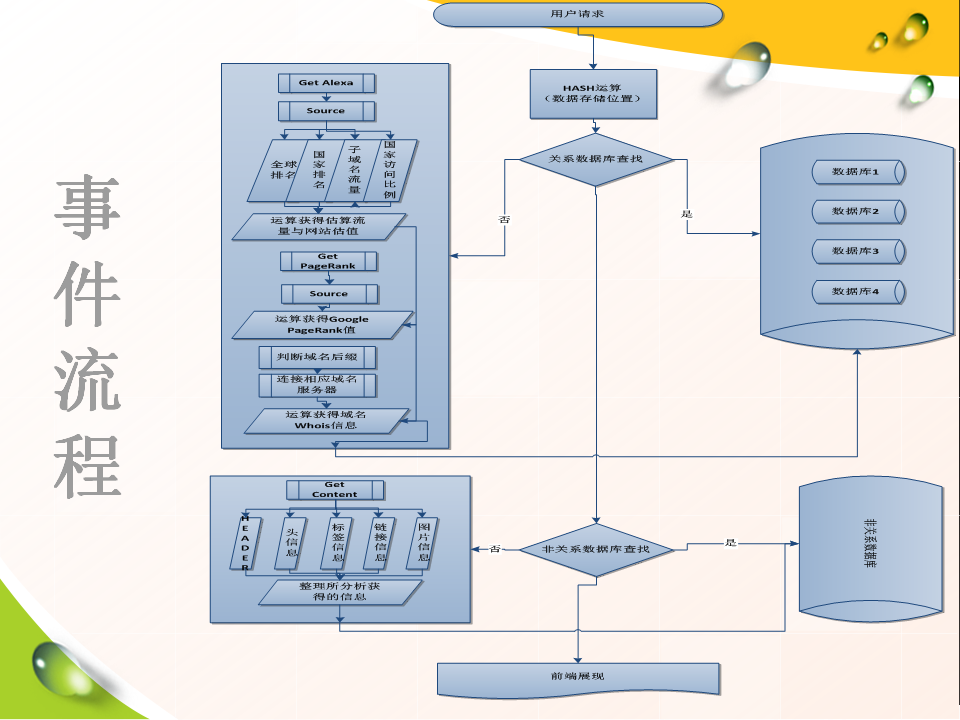 事件流程
用户请求
HASH运算
（数据存储位置）
关系数据库查找
否
是
数据库1
数据库2
数据库3
数据库4
Get Alexa
Source
全球
排名
国家排名
子域名流量
国家访问比例
运算获得估算流
量与网站估值
Get
PageRank
Source
运算获得Google
PageRank值
判断域名后缀
连接相应域名
服务器
运算获得域名
Whois信息
Get
Content
HEADER
头信息
标签信息
链接信息
图片信息
整理所分析获
得的信息
非关系数据库查找
否
是
非关系数据库
前端展现